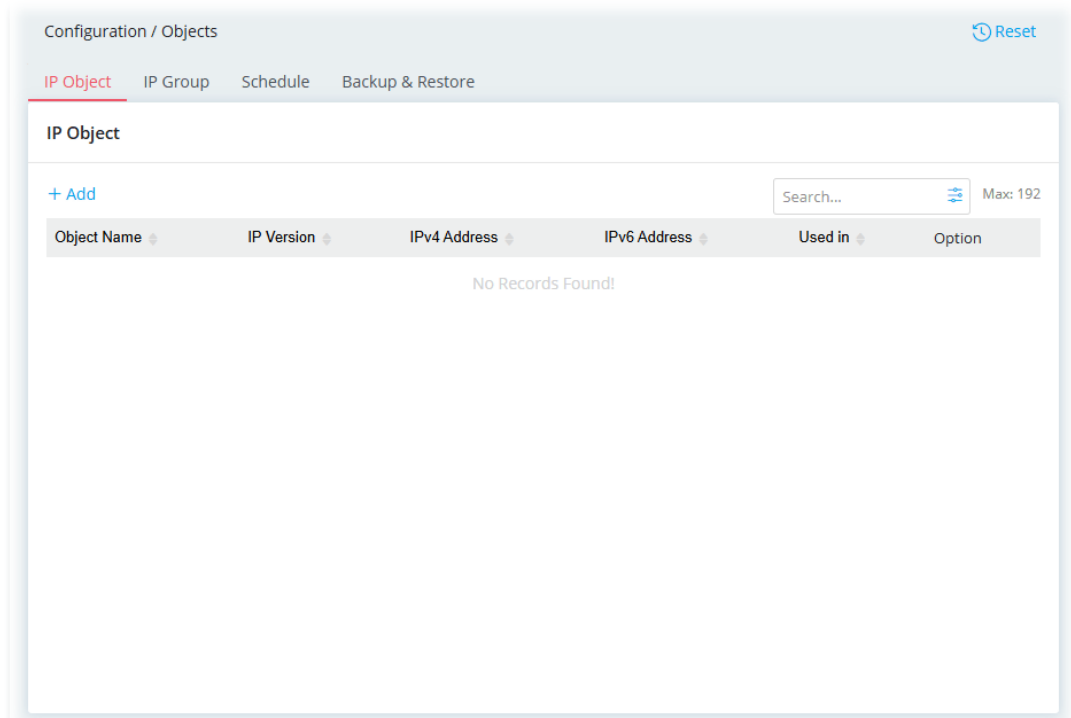 Configuration / Objects Reset
IP Object IP Group Schedule Backup & Restore
IP Object
+ Add Search... Max: 192
Object Name IP Version IPv4 Address IPv6 Address Used in Option
No Records Found!